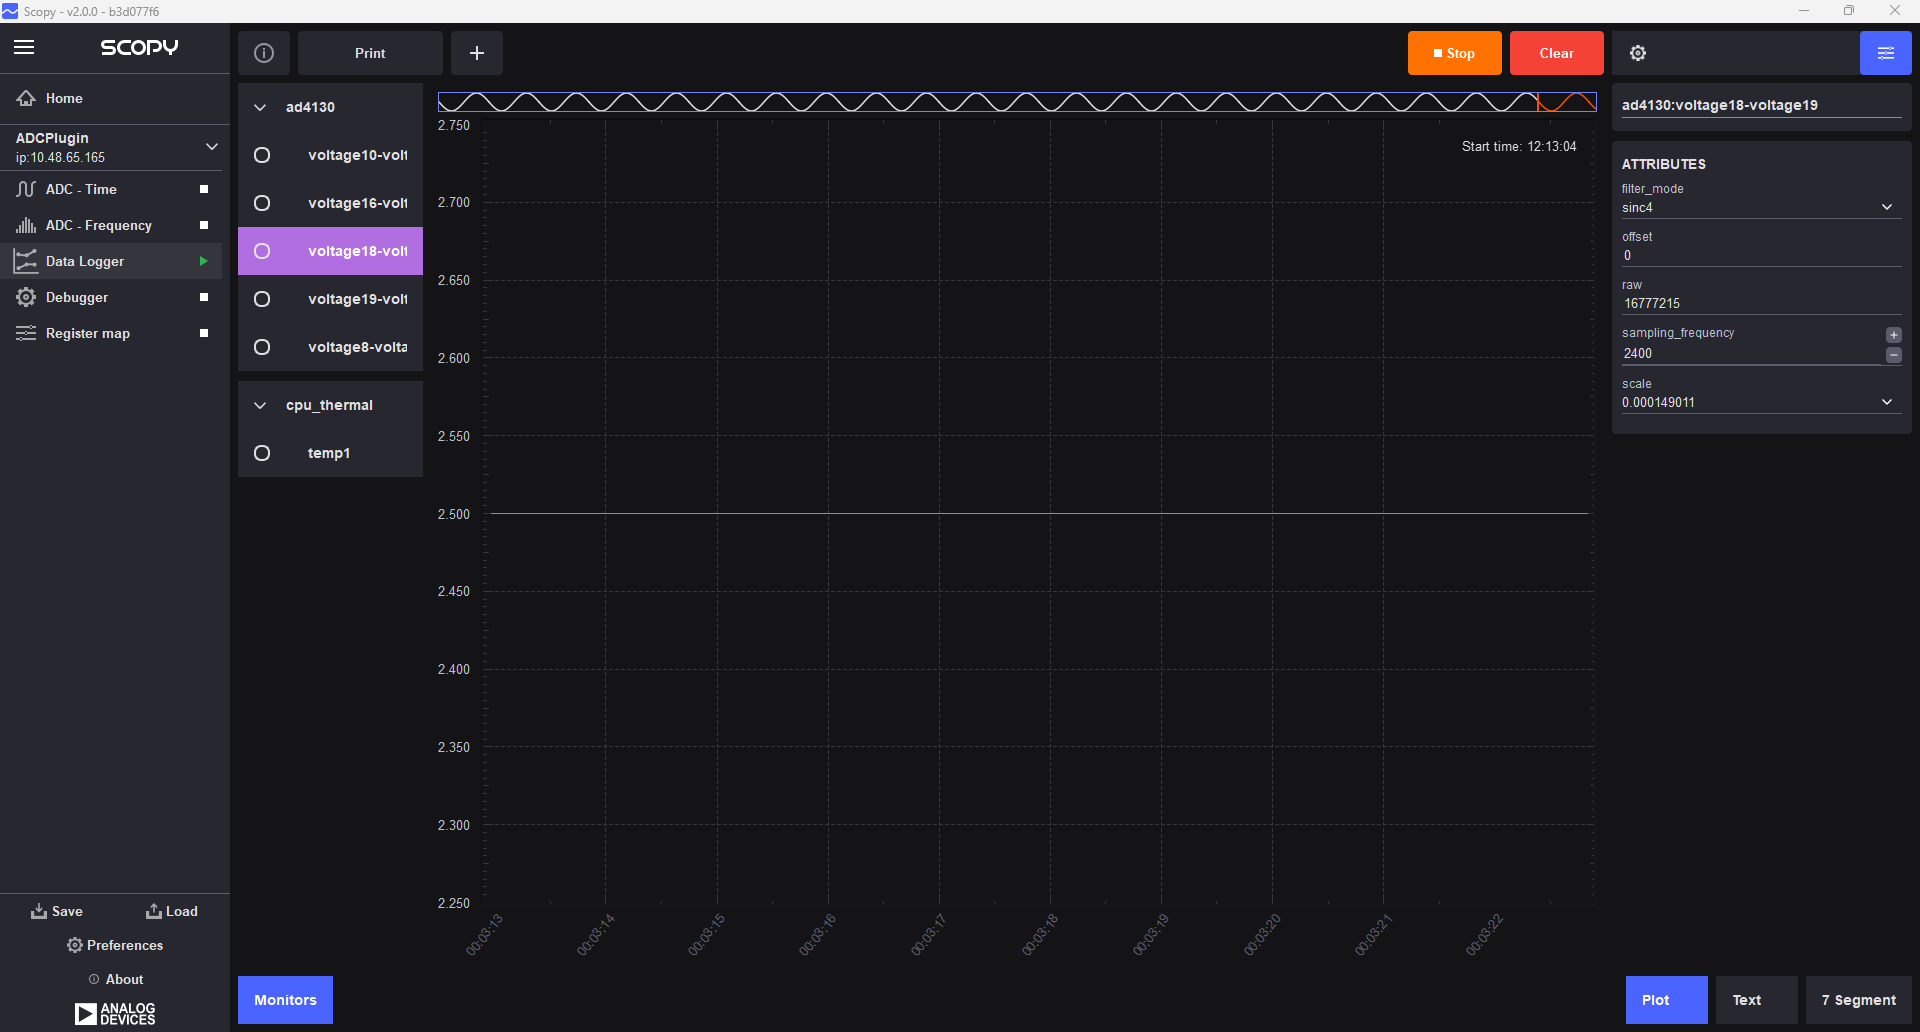 Scopy - v2.0.0 - b3d077f6
SCOPY
Home
ADCPlugin
ip:10.48.65.165
ADC - Time
ADC - Frequency
Data Logger
Debugger
Register map
Save
Load
Preferences
About
ANALOG
DEVICES
Print
+
Stop
Clear
ad4130
voltage10-volt
voltage16-volt
voltage18-volt
voltage19-volt
voltage8-volta
cpu_thermal
temp1
Start time: 12:13:04
2.750
2.700
2.650
2.600
2.550
2.500
2.450
2.400
2.350
2.300
2.250
00:03:13
00:03:14
00:03:15
00:03:16
00:03:17
00:03:18
00:03:19
00:03:20
00:03:21
00:03:22
ad4130:voltage18-voltage19
ATTRIBUTES
filter_mode
sinc4
offset
0
raw
16777215
sampling_frequency
2400
scale
0.000149011
Monitors
Plot
Text
7 Segment